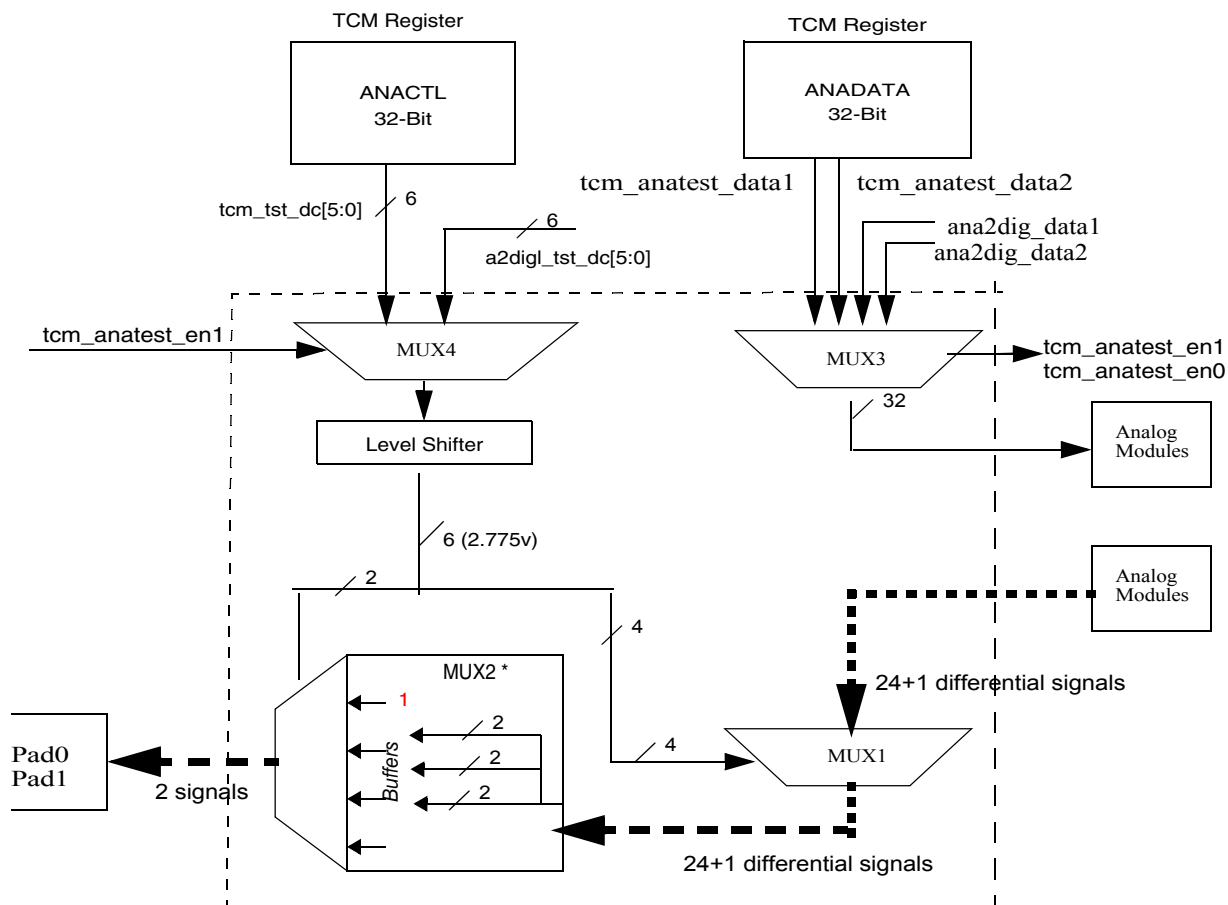 TCM Register
TCM Register
ANACTL
32-Bit
ANADATA
32-Bit
tcm_anatest_data1
tcm_anatest_data2
tcm_tst_dc[5:0]
6
6
a2digl_tst_dc[5:0]
ana2dig_data1
ana2dig_data2
tcm_anatest_en1
MUX4
MUX3
tcm_anatest_en1
tcm_anatest_en0
32
Level Shifter
Analog
Modules
6 (2.775v)
2
4
Analog
Modules
24+1 differential signals
MUX2 *
1
2
2
2
Buffers
4
MUX1
Pad0
Pad1
2 signals
24+1 differential signals